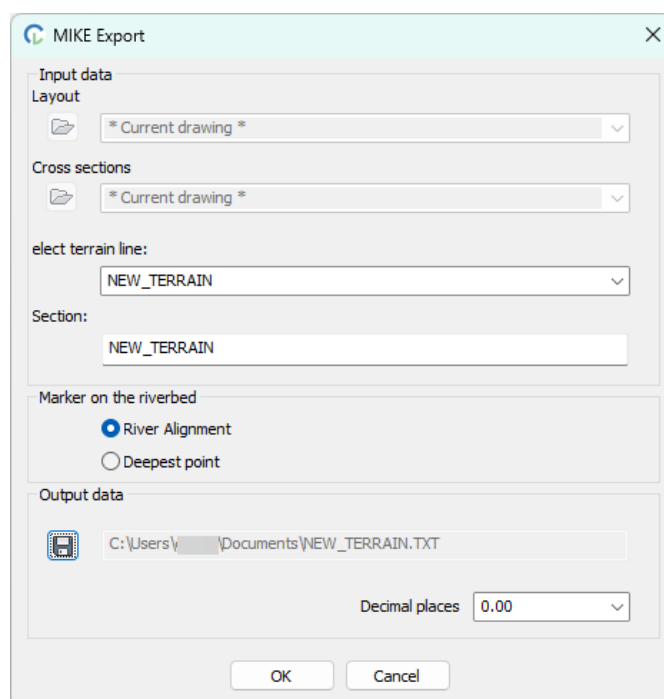 MIKE Export
Input data
Layout
* Current drawing *
Cross sections
* Current drawing *
elect terrain line:
NEW_TERRAIN
Section:
NEW_TERRAIN
Marker on the riverbed
River Alignment
Deepest point
Output data
C:\Users\ \Documents\NEW_TERRAIN.TXT
Decimal places 0.00
OK Cancel